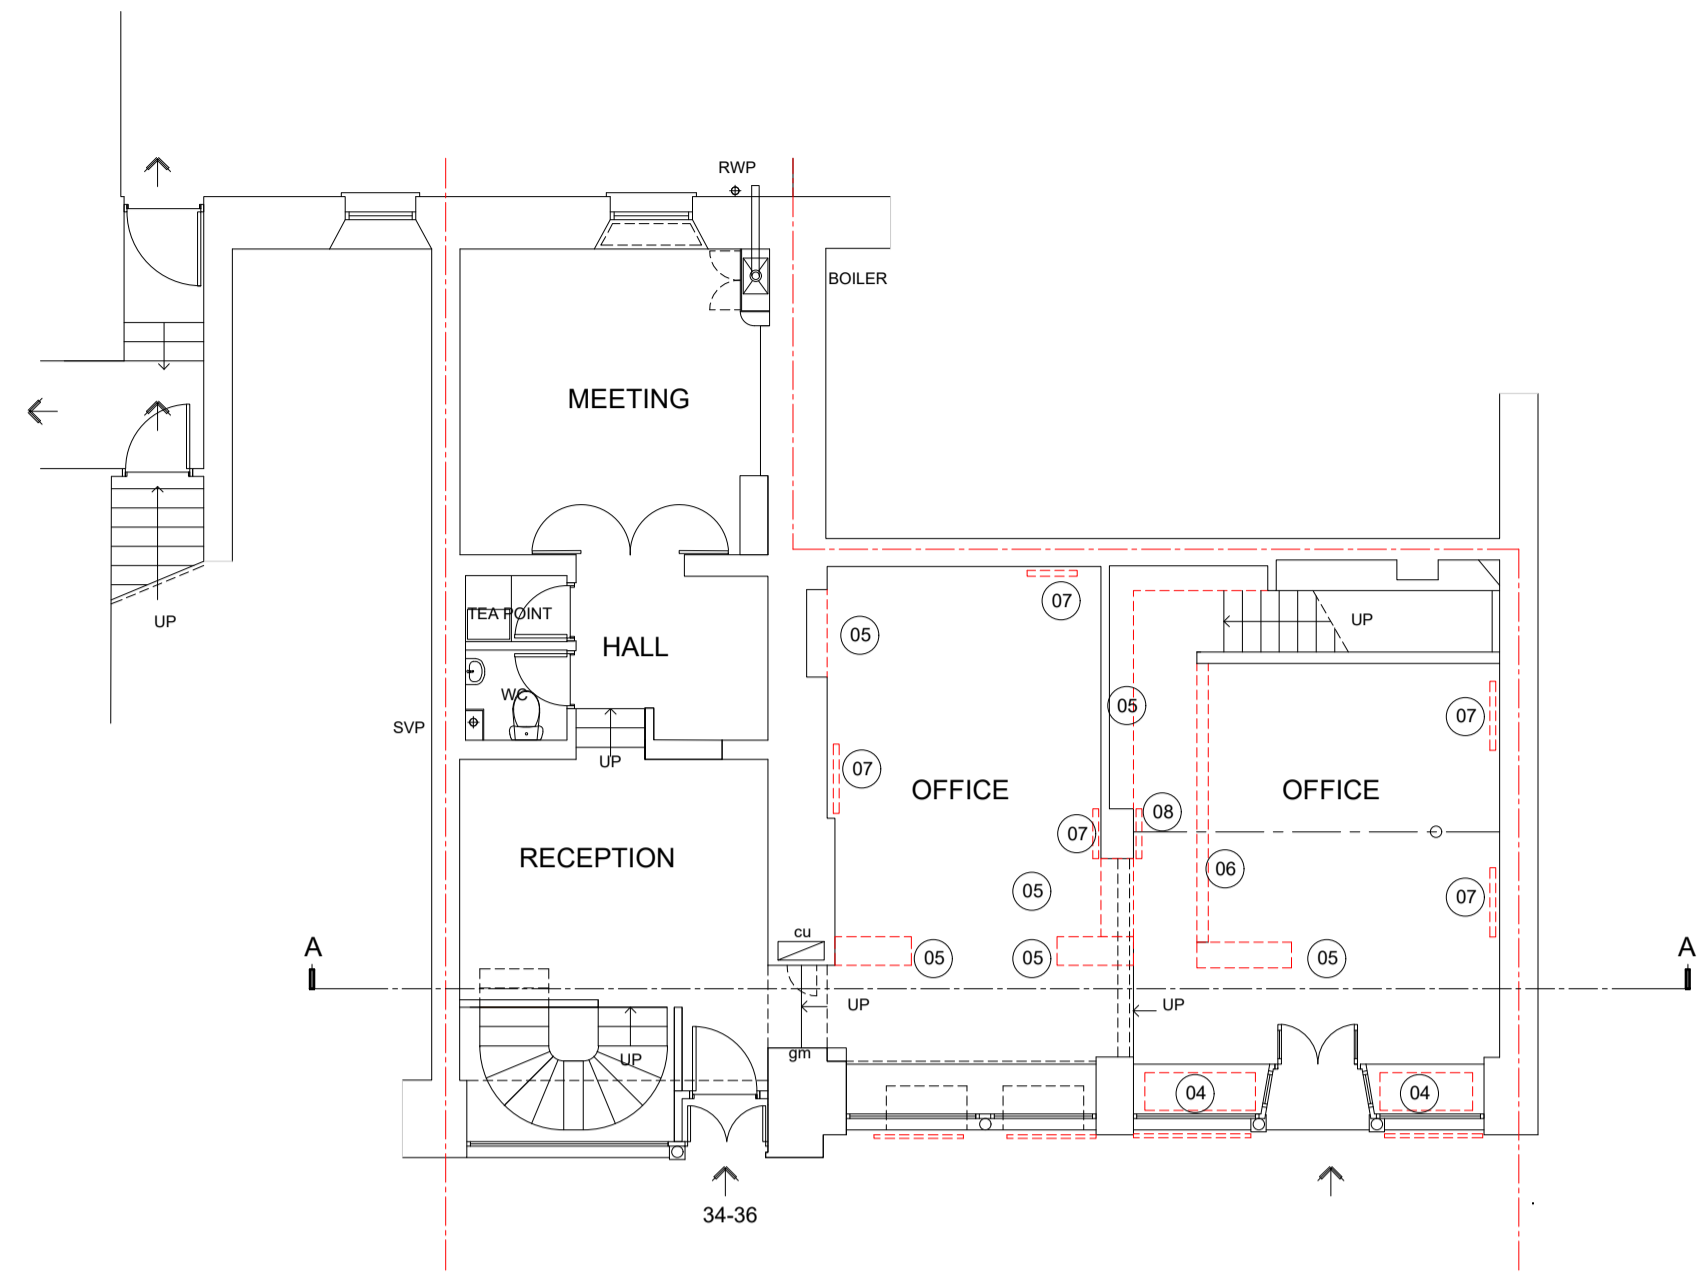 RWP
BOILER
MEETING
07
05
TEA POINT
UP
UP
HALL
WC
05
07
SVP
UP
07
OFFICE
OFFICE
08
07
RECEPTION
06
05
07
cu
A
05
05
05
A
UP
UP
gm
UP
04
04
34-36